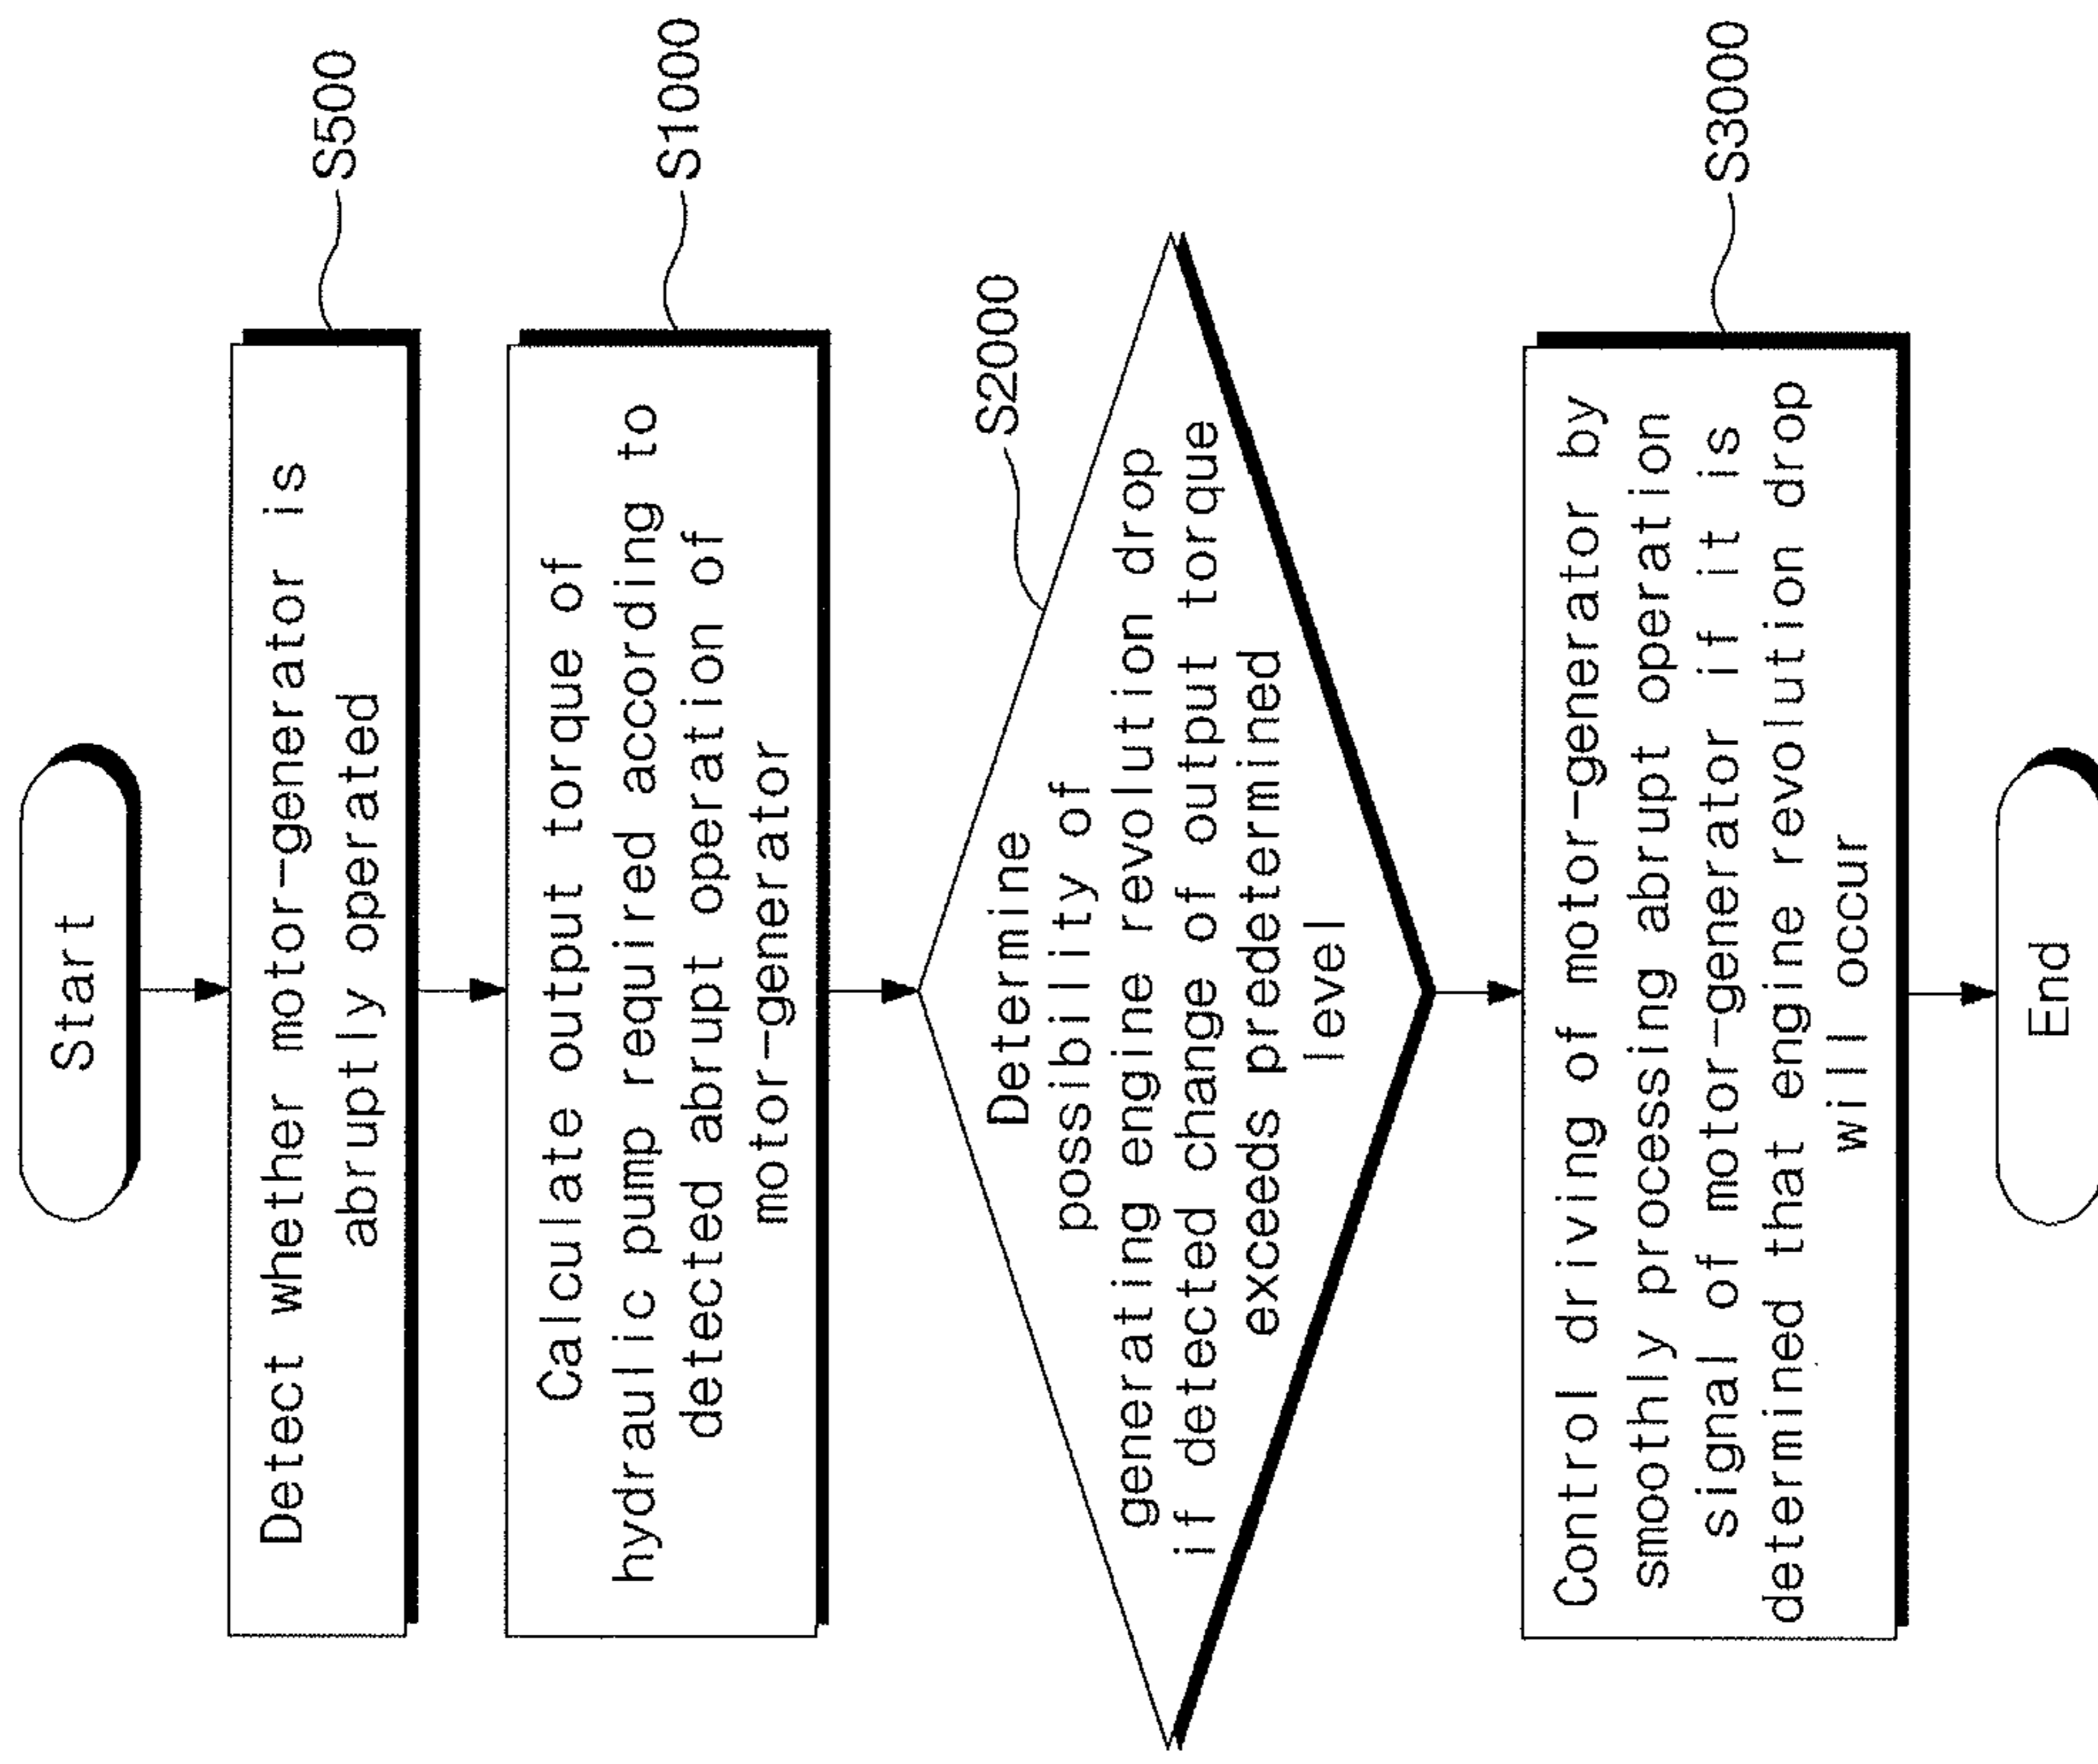 Start
Detect whether motor-generator is
abruptly operated
S500
Calculate output torque of
hydraulic pump required according to
detected abrupt operation of
motor-generator
S1000
Determine
possibility of
generating engine revolution drop
if detected change of output torque
exceeds predetermined
level
S2000
Control driving of motor-generator by
smoothly processing abrupt operation
signal of motor-generator if it is
determined that engine revolution drop
will occur
S3000
End